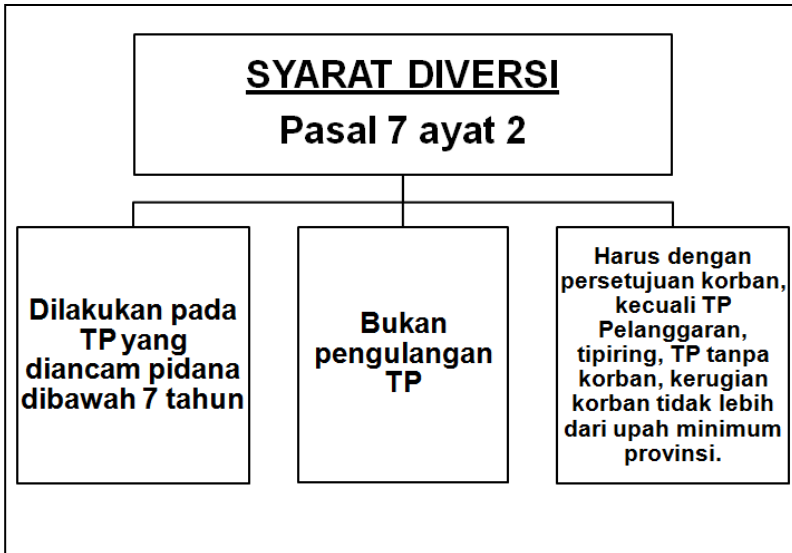 SYARAT DIVERSI
Pasal 7 ayat 2
Dilakukan pada
TP yang
diancam pidana
dibawah 7 tahun
Bukan
pengulangan
TP
Harus dengan
persetujuan korban,
kecuali TP
Pelanggaran,
tipiring, TP tanpa
korban, kerugian
korban tidak lebih
dari upah minimum
provinsi.